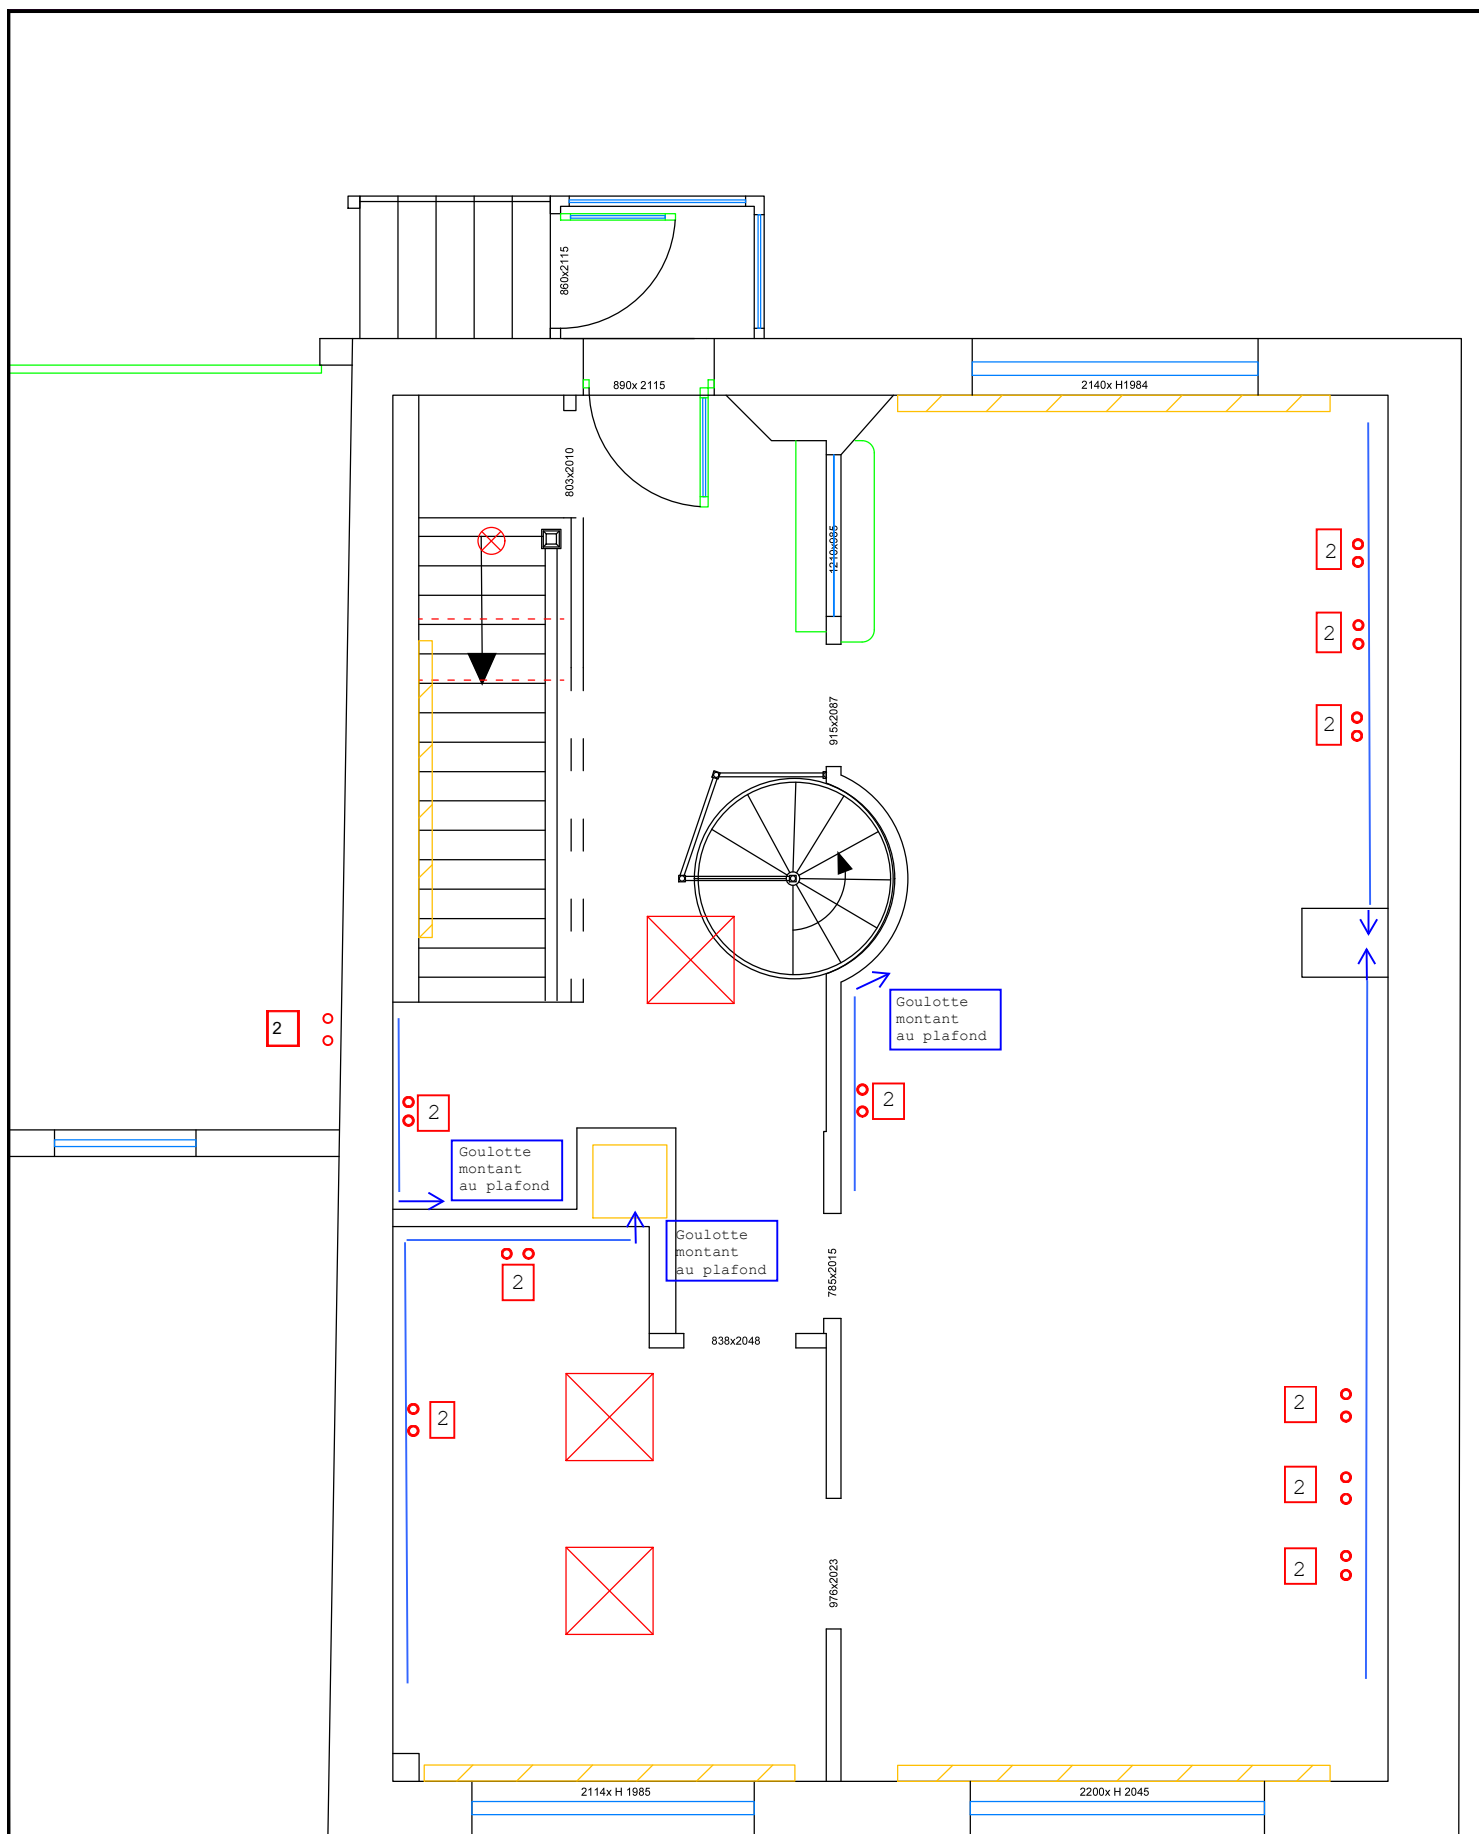 860x2115
890x 2115
2140x H1984
803x2010
1210x985
2
2
2
915x2087
Goulotte
montant
au plafond
2
2
2
Goulotte
montant
au plafond
Goulotte
montant
au plafond
2
785x2015
838x2048
2
2
2
2
976x2023
2114x H 1985
2200x H 2045